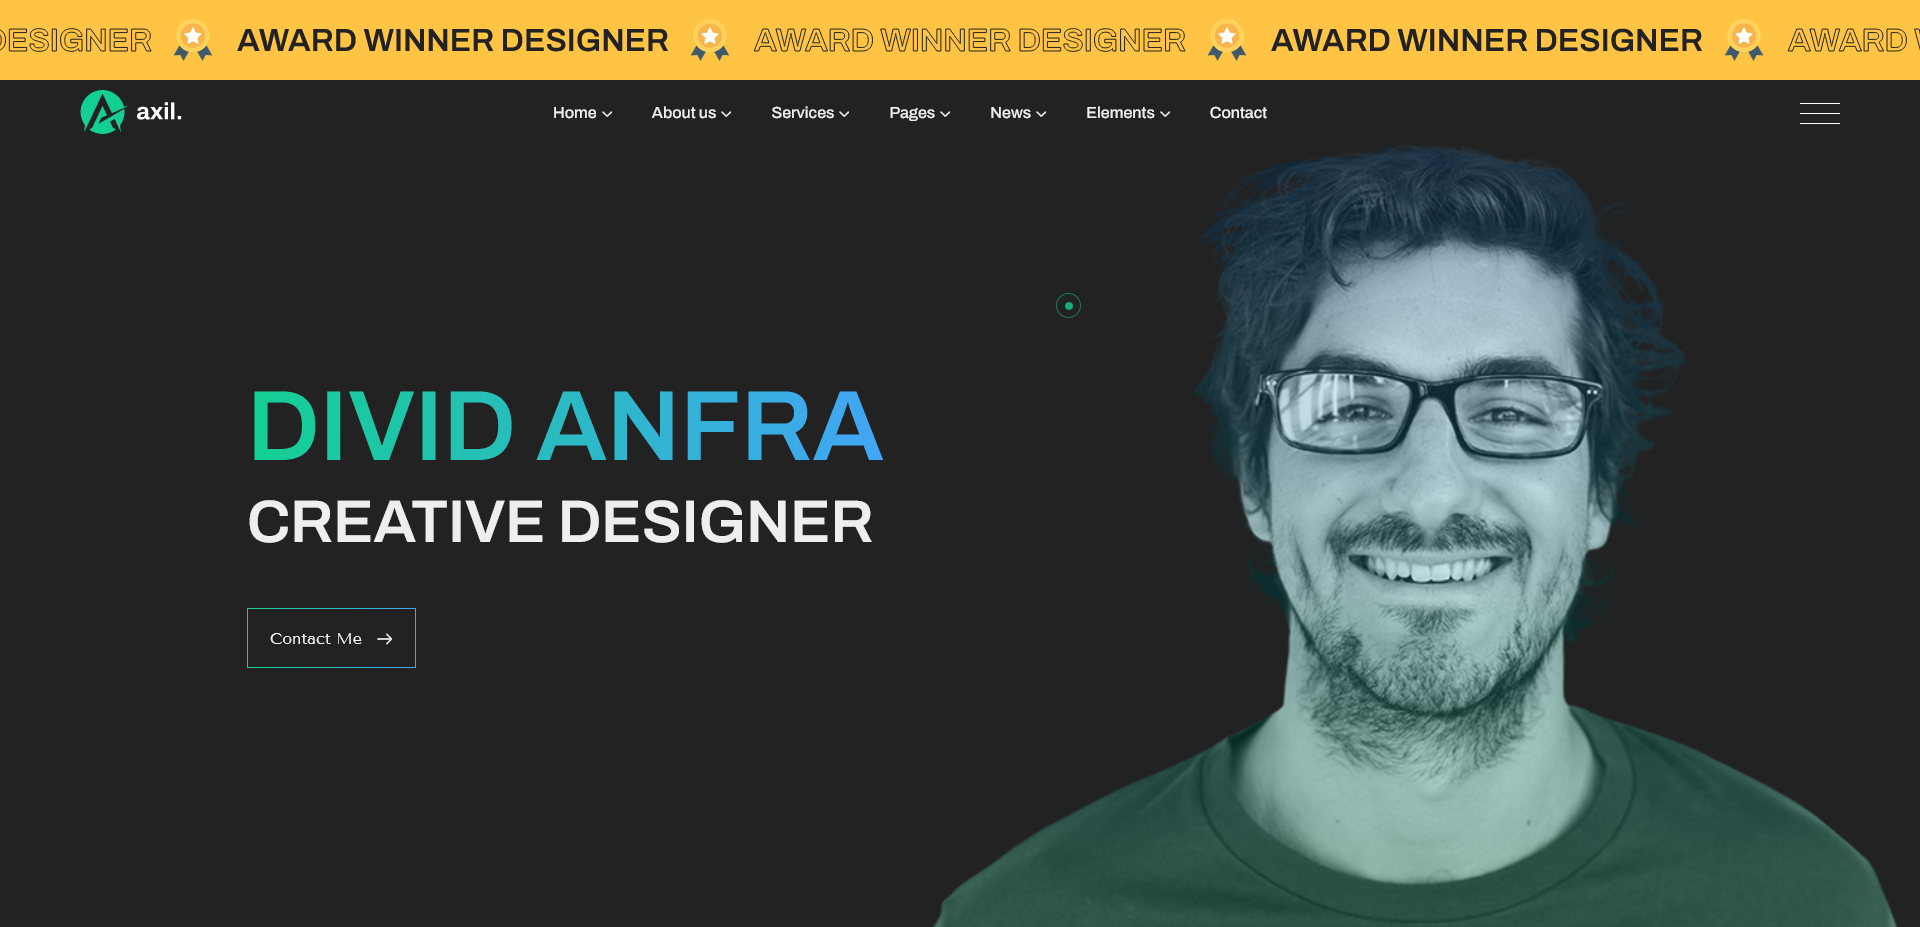 DESIGNER AWARD WINNER DESIGNER AWARD WINNER DESIGNER AWARD WINNER DESIGNER AWARD
axil.
Home About us Services Pages News Elements Contact
DIVID ANFRA
CREATIVE DESIGNER
Contact Me